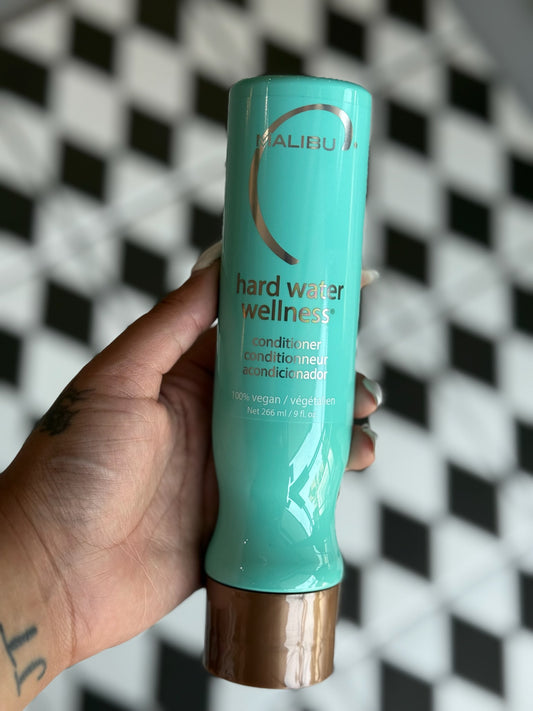 MALIBU C
hard water
wellness®
conditioner
conditionneur
acondicionador
100% vegan / végétalien
Net 266 ml / 9 fl. oz.